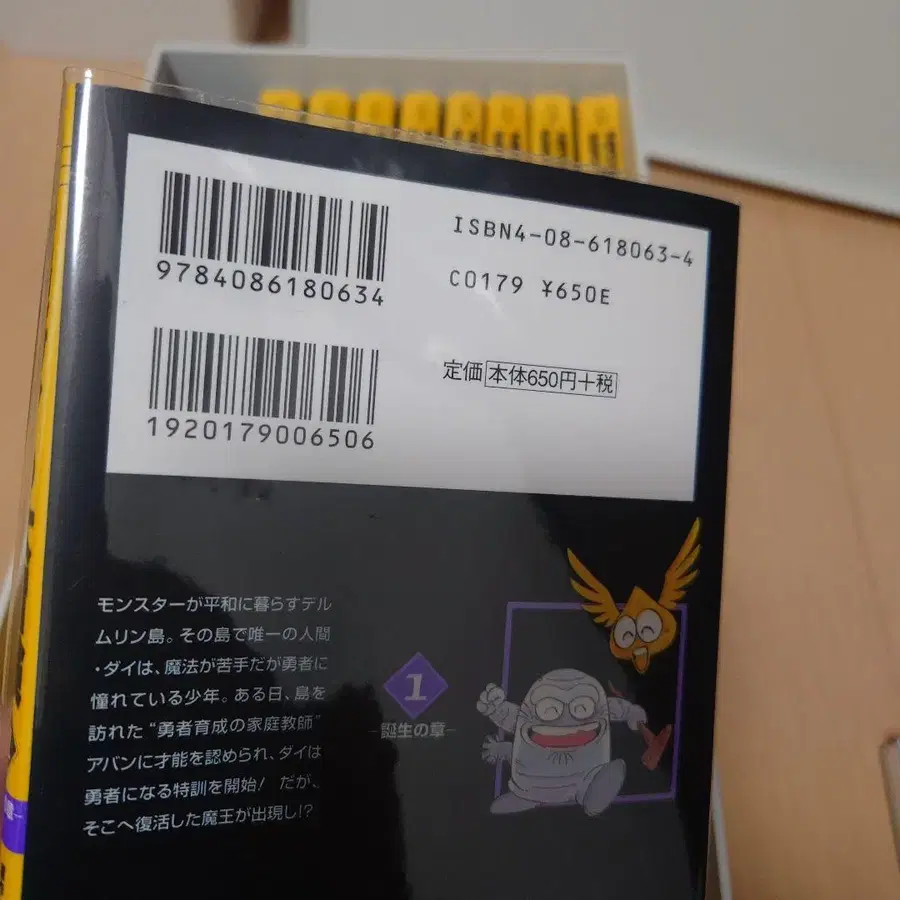 9784086180634
ISBN4-08-618063-4
C0179 ¥650E
1920179006506
定価 本体650円+税
モンスターが平和に暮らすデル
ムリン島。その島で唯一の人間
・ダイは、魔法が苦手だが勇者に
憧れている少年。ある日、島を
訪れた“勇者育成の家庭教師”
アバンに才能を認められ、ダイは
勇者になる特訓を開始! だが、
そこへ復活した魔王が出現し!?
1
-誕生の章-